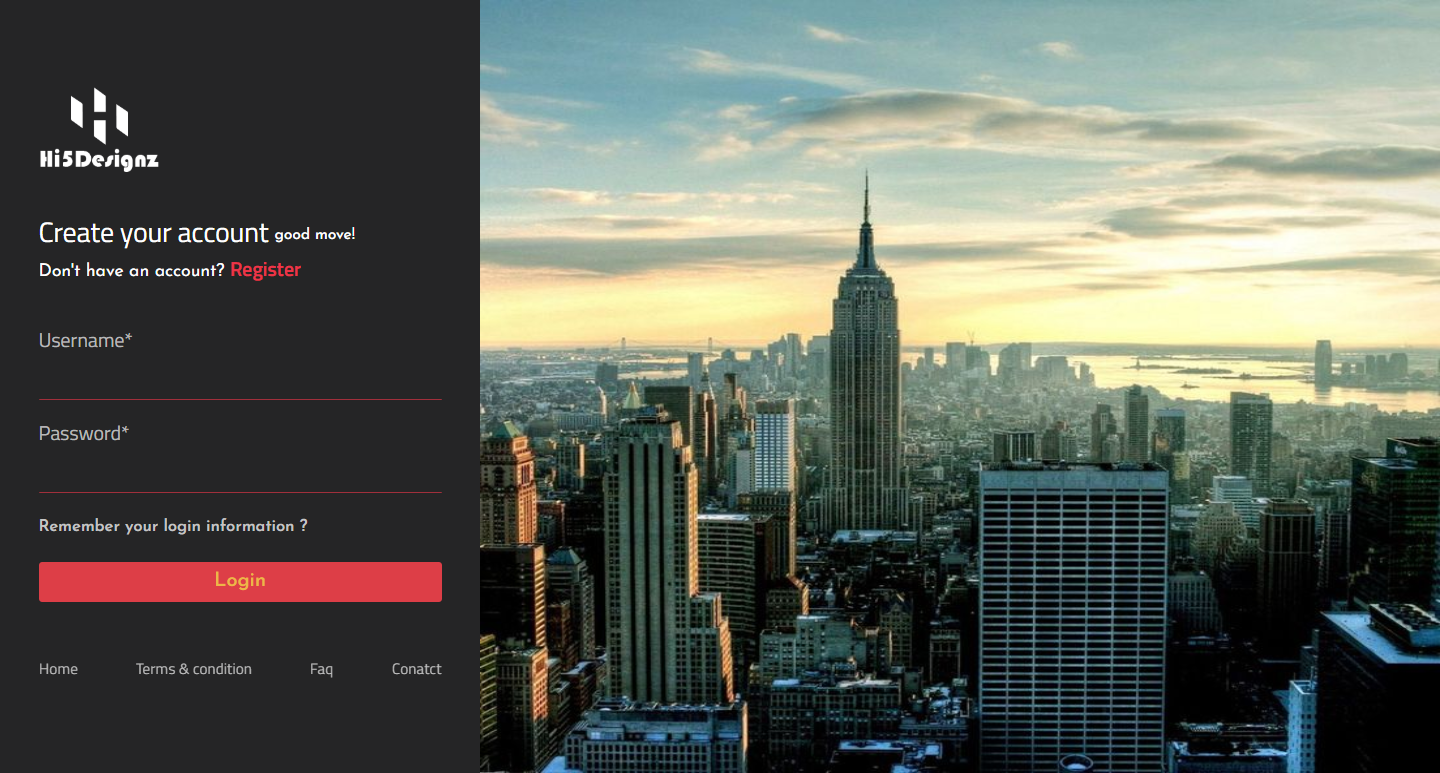 Hi5Designz
Create your account good move!
Don't have an account? Register
Username*
Password*
Remember your login information ?
Login
Home Terms & condition Faq Conatct